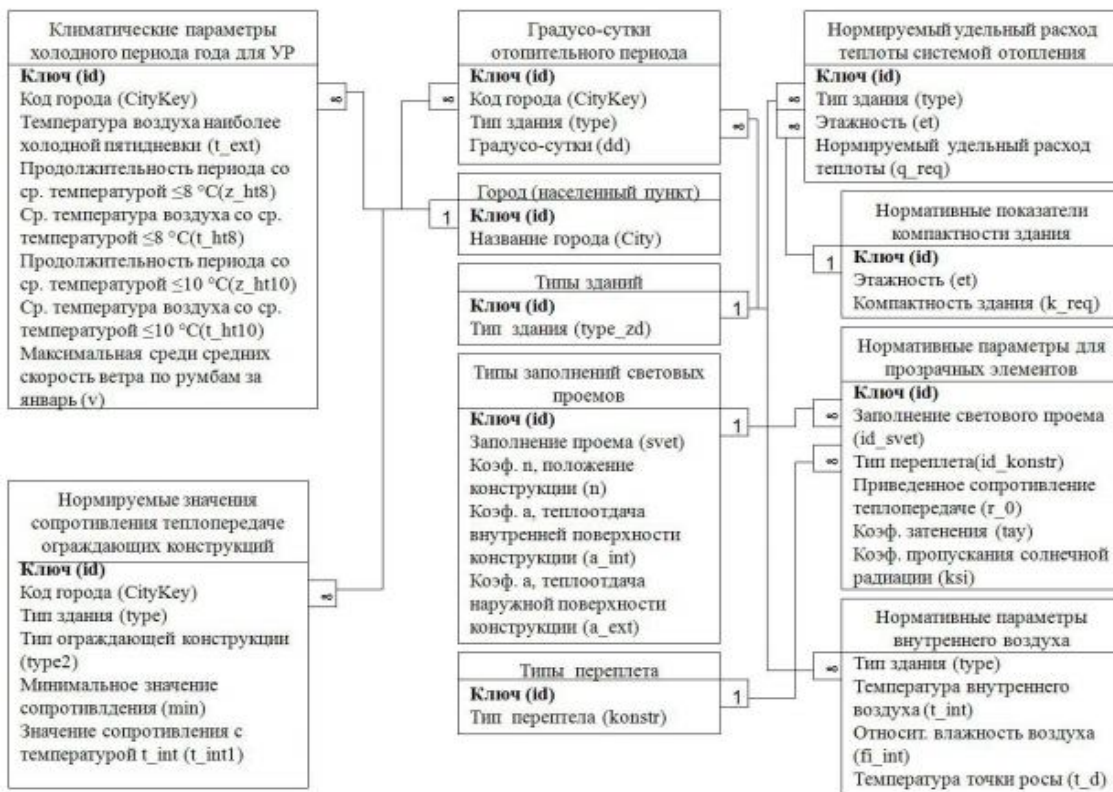 Климатические параметры
холодного периода года для УР
Ключ (id)
Код города (CityKey)
Температура воздуха наиболее
холодной пятидневки (t_ext)
Продолжительность периода со
ср. температурой ≤8 °C(z_ht8)
Ср. температура воздуха со ср.
температурой ≤8 °C(t_ht8)
Продолжительность периода со
ср. температурой ≤10 °C(z_ht10)
Ср. температура воздуха со ср.
температурой ≤10 °C(t_ht10)
Максимальная среди средних
скорость ветра по румбам за
январь (v)
∞
Нормируемые значения
сопротивления теплопередаче
ограждающих конструкций
Ключ (id)
Код города (CityKey)
Тип здания (type)
Тип ограждающей конструкции
(type2)
Минимальное значение
сопротивлдения (min)
Значение сопротивления с
температурой t_int (t_int1)
∞
Градусо-сутки
отопительного периода
Ключ (id)
Код города (CityKey)
Тип здания (type)
Градусо-сутки (dd)
∞
∞
Город (населенный пункт)
Ключ (id)
Название города (City)
1
Типы зданий
Ключ (id)
Тип здания (type_zd)
1
Типы заполнений световых
проемов
Ключ (id)
Заполнение проема (svet)
Коэф. n, положение
конструкции (n)
Коэф. а, теплоотдача
внутренней поверхности
конструкции (a_int)
Коэф. а, теплоотдача
наружной поверхности
конструкции (a_ext)
1
Типы переплета
Ключ (id)
Тип перептела (konstr)
1
Нормируемый удельный расход
теплоты системой отопления
Ключ (id)
Тип здания (type)
Этажность (et)
Нормируемый удельный расход
теплоты (q_req)
∞
∞
Нормативные показатели
компактности здания
Ключ (id)
Этажность (et)
Компактность здания (k_req)
1
Нормативные параметры для
прозрачных элементов
Ключ (id)
Заполнение светового проема
(id_svet)
Тип переплета(id_konstr)
Приведенное сопротивление
теплопередаче (r_0)
Коэф. затенения (tay)
Коэф. пропускания солнечной
радиации (ksi)
∞
∞
Нормативные параметры
внутреннего воздуха
Тип здания (type)
Температура внутреннего
воздуха (t_int)
Относит. влажность воздуха
(fi_int)
Температура точки росы (t_d)
∞